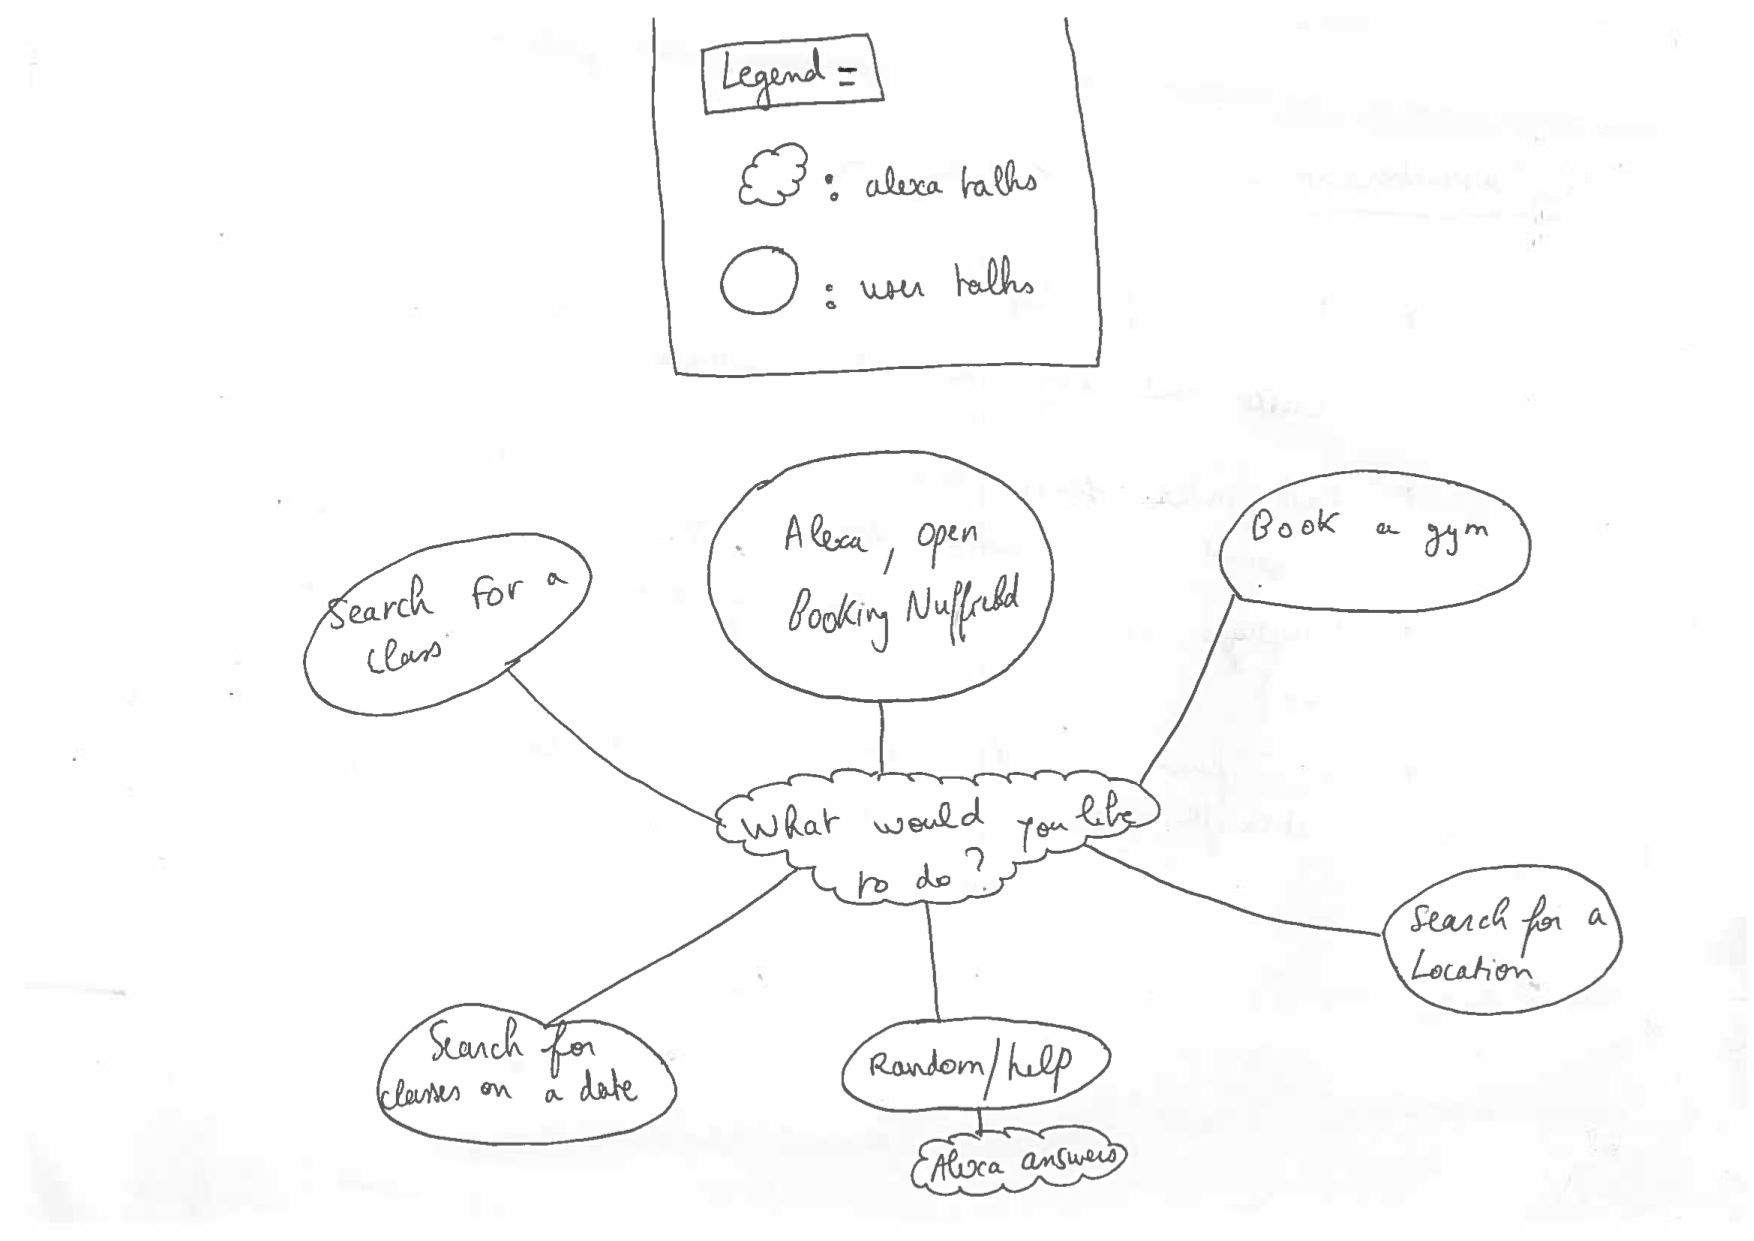 Legend =
: alexa talks
: user talks
Alexa, open
Booking Nuffield
Book a gym
Search for a
class
What would you like
to do?
Search for a
Location
Search for
classes on a date
Random/help
Alexa answers